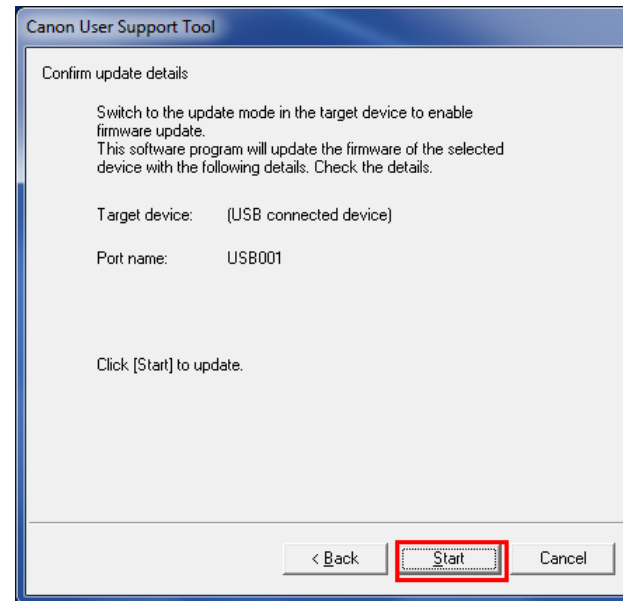 Canon User Support Tool
Confirm update details
Switch to the update mode in the target device to enable
firmware update.
This software program will update the firmware of the selected
device with the following details. Check the details.
Target device: (USB connected device)
Port name: USB001
Click [Start] to update.
< Back Start Cancel